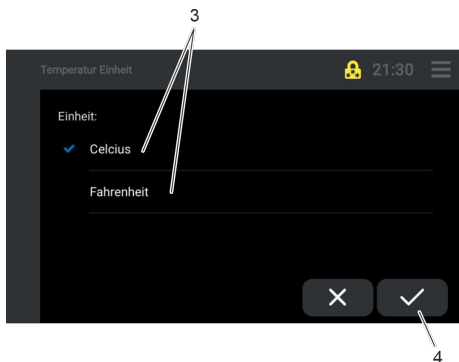 3
Temperatur Einheit 21:30
Einheit:
Celcius
Fahrenheit
4